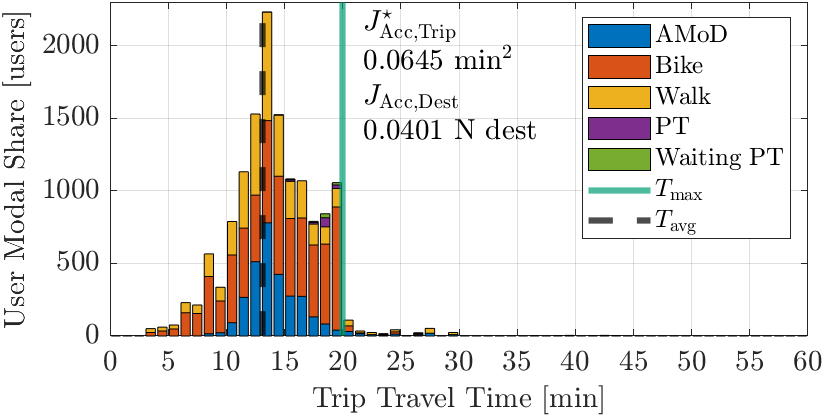 User Modal Share [users]
2000
1500
1000
500
0
J⋆Acc,Trip
0.0645 min²
JAcc,Dest
0.0401 N dest
AMoD
Bike
Walk
PT
Waiting PT
Tmax
Tavg
0 5 10 15 20 25 30 35 40 45 50 55 60
Trip Travel Time [min]